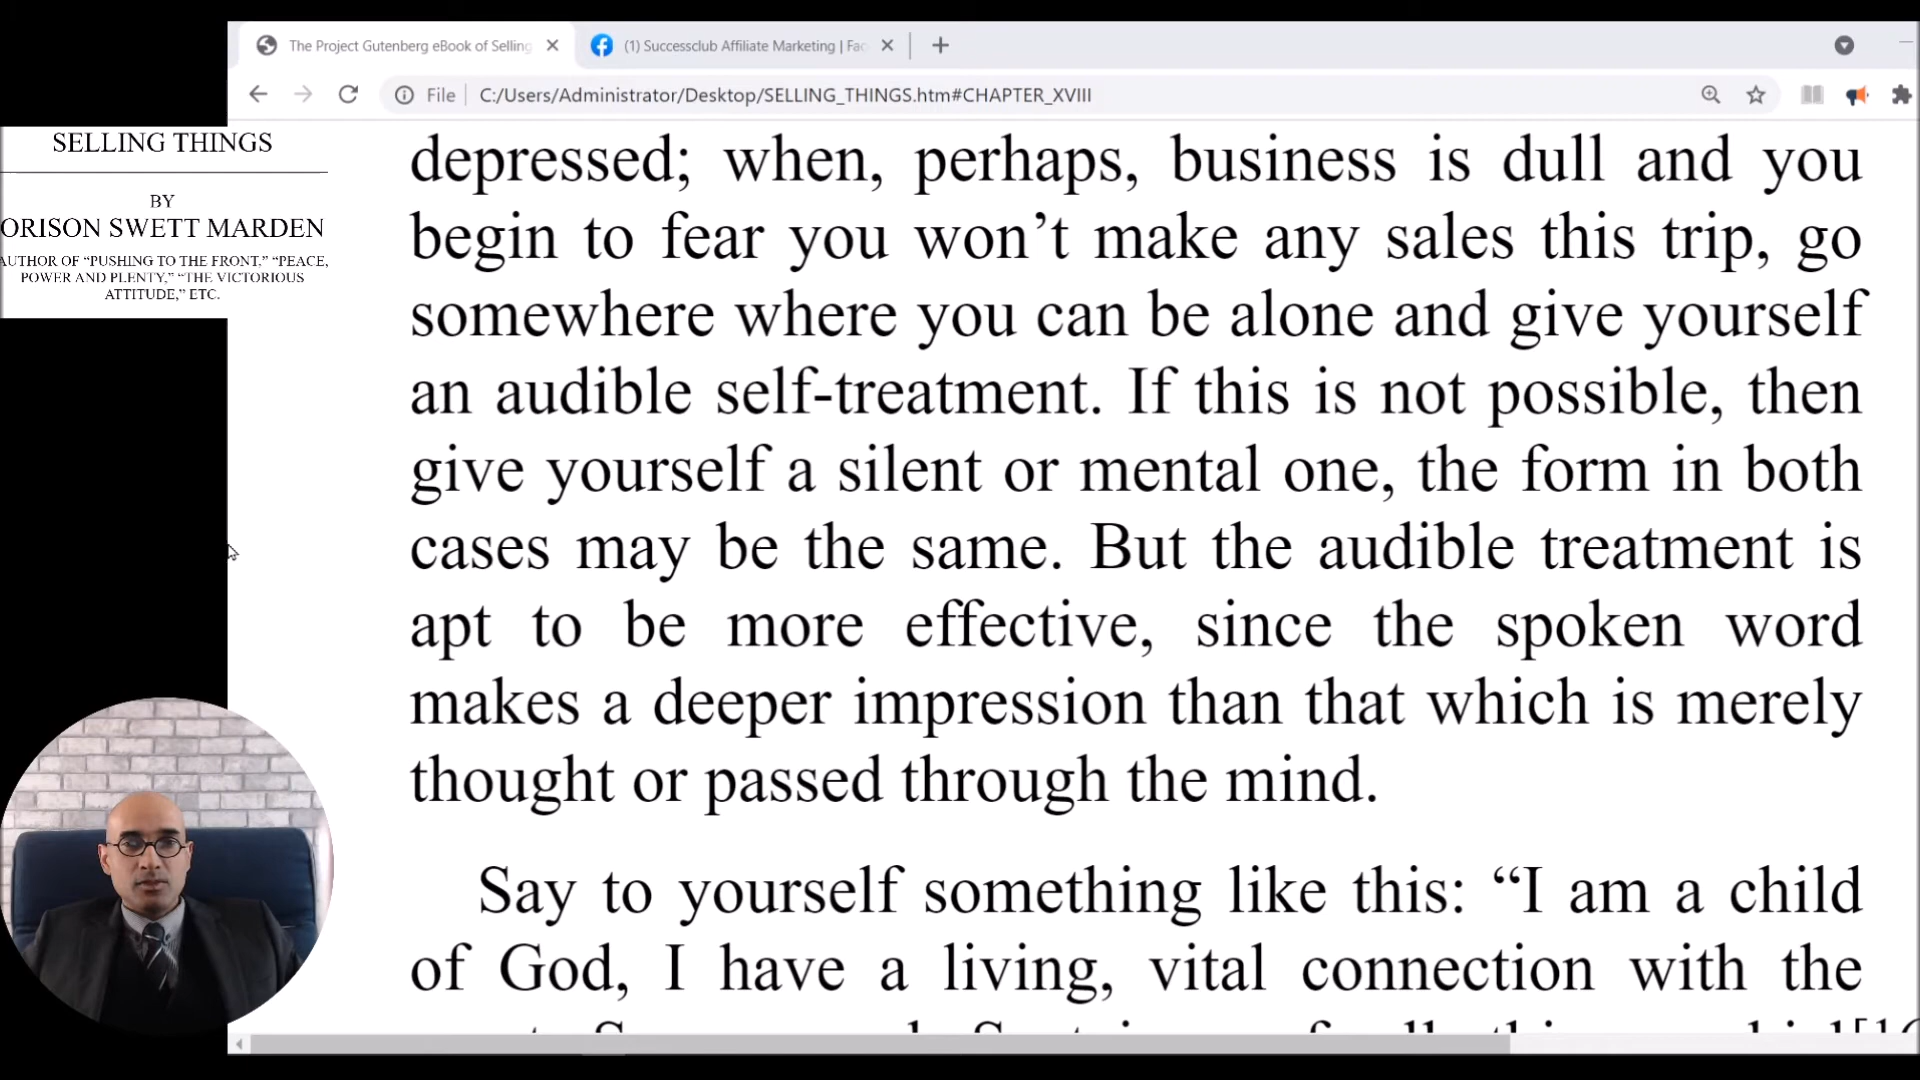 The Project Gutenberg eBook of Selling
(1) Successclub Affiliate Marketing | Fac
File
C:/Users/Administrator/Desktop/SELLING_THINGS.htm#CHAPTER_XVIII
SELLING THINGS
BY
ORISON SWETT MARDEN
AUTHOR OF “PUSHING TO THE FRONT,” “PEACE,
POWER AND PLENTY,” “THE VICTORIOUS
ATTITUDE,” ETC.
depressed; when, perhaps, business is dull and you
begin to fear you won’t make any sales this trip, go
somewhere where you can be alone and give yourself
an audible self-treatment. If this is not possible, then
give yourself a silent or mental one, the form in both
cases may be the same. But the audible treatment is
apt to be more effective, since the spoken word
makes a deeper impression than that which is merely
thought or passed through the mind.
Say to yourself something like this: “I am a child
of God, I have a living, vital connection with the